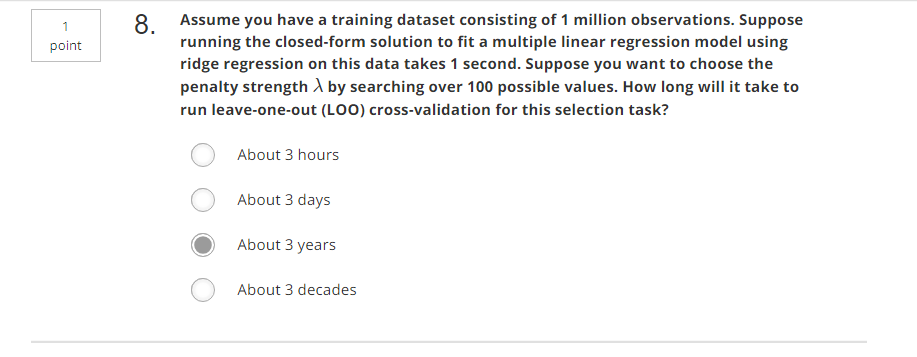 1
point
8.
Assume you have a training dataset consisting of 1 million observations. Suppose
running the closed-form solution to fit a multiple linear regression model using
ridge regression on this data takes 1 second. Suppose you want to choose the
penalty strength λ by searching over 100 possible values. How long will it take to
run leave-one-out (LOO) cross-validation for this selection task?
About 3 hours
About 3 days
About 3 years
About 3 decades